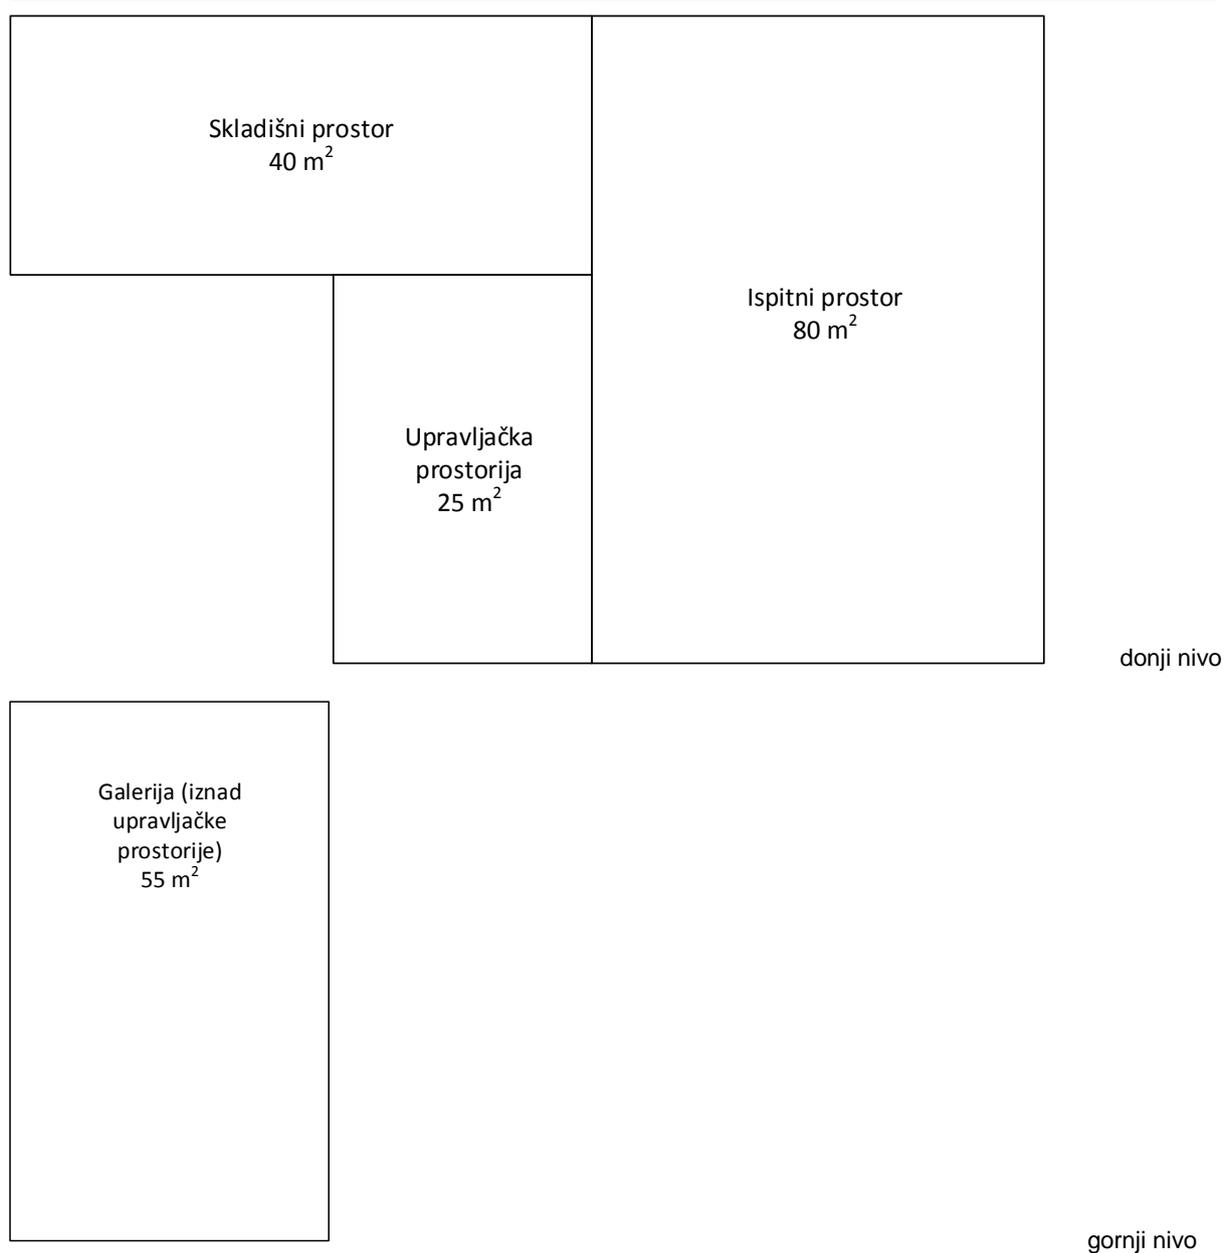 Skladišni prostor
40 m²
Ispitni prostor
80 m²
Upravljačka
prostorija
25 m²
donji nivo
Galerija (iznad
upravljačke
prostorije)
55 m²
gornji nivo